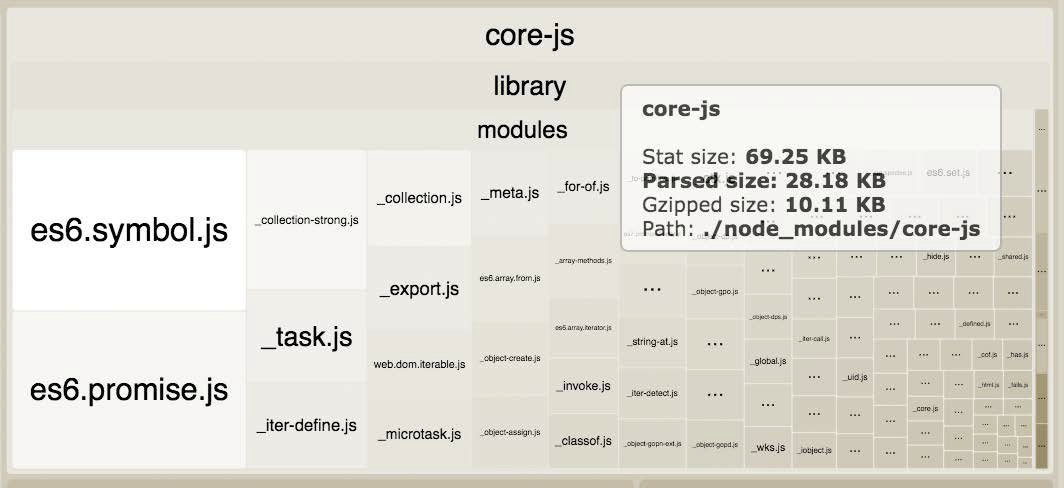 core-js
library
modules
core-js
Stat size: 69.25 KB
Parsed size: 28.18 KB
Gzipped size: 10.11 KB
Path: ./node_modules/core-js
es6.symbol.js
es6.promise.js
_collection-strong.js
_task.js
_iter-define.js
_collection.js
_export.js
web.dom.iterable.js
_microtask.js
_meta.js
es6.array.from.js
_object-create.js
_object-assign.js
_for-of.js
_array-methods.js
es6.array.iterator.js
_invoke.js
_classof.js
...
_string-at.js
_iter-detect.js
_object-gopn-ext.js
_object-gpo.js
...
...
_object-gopd.js
...
_object-dps.js
_global.js
...
_wks.js
...
...
_iter-call.js
...
...
_iobject.js
...
...
...
_uid.js
...
...
es6.set.js
...
_hide.js
_shared.js
_defined.js
_cof.js
_has.js
_html.js
_fails.js
_core.js